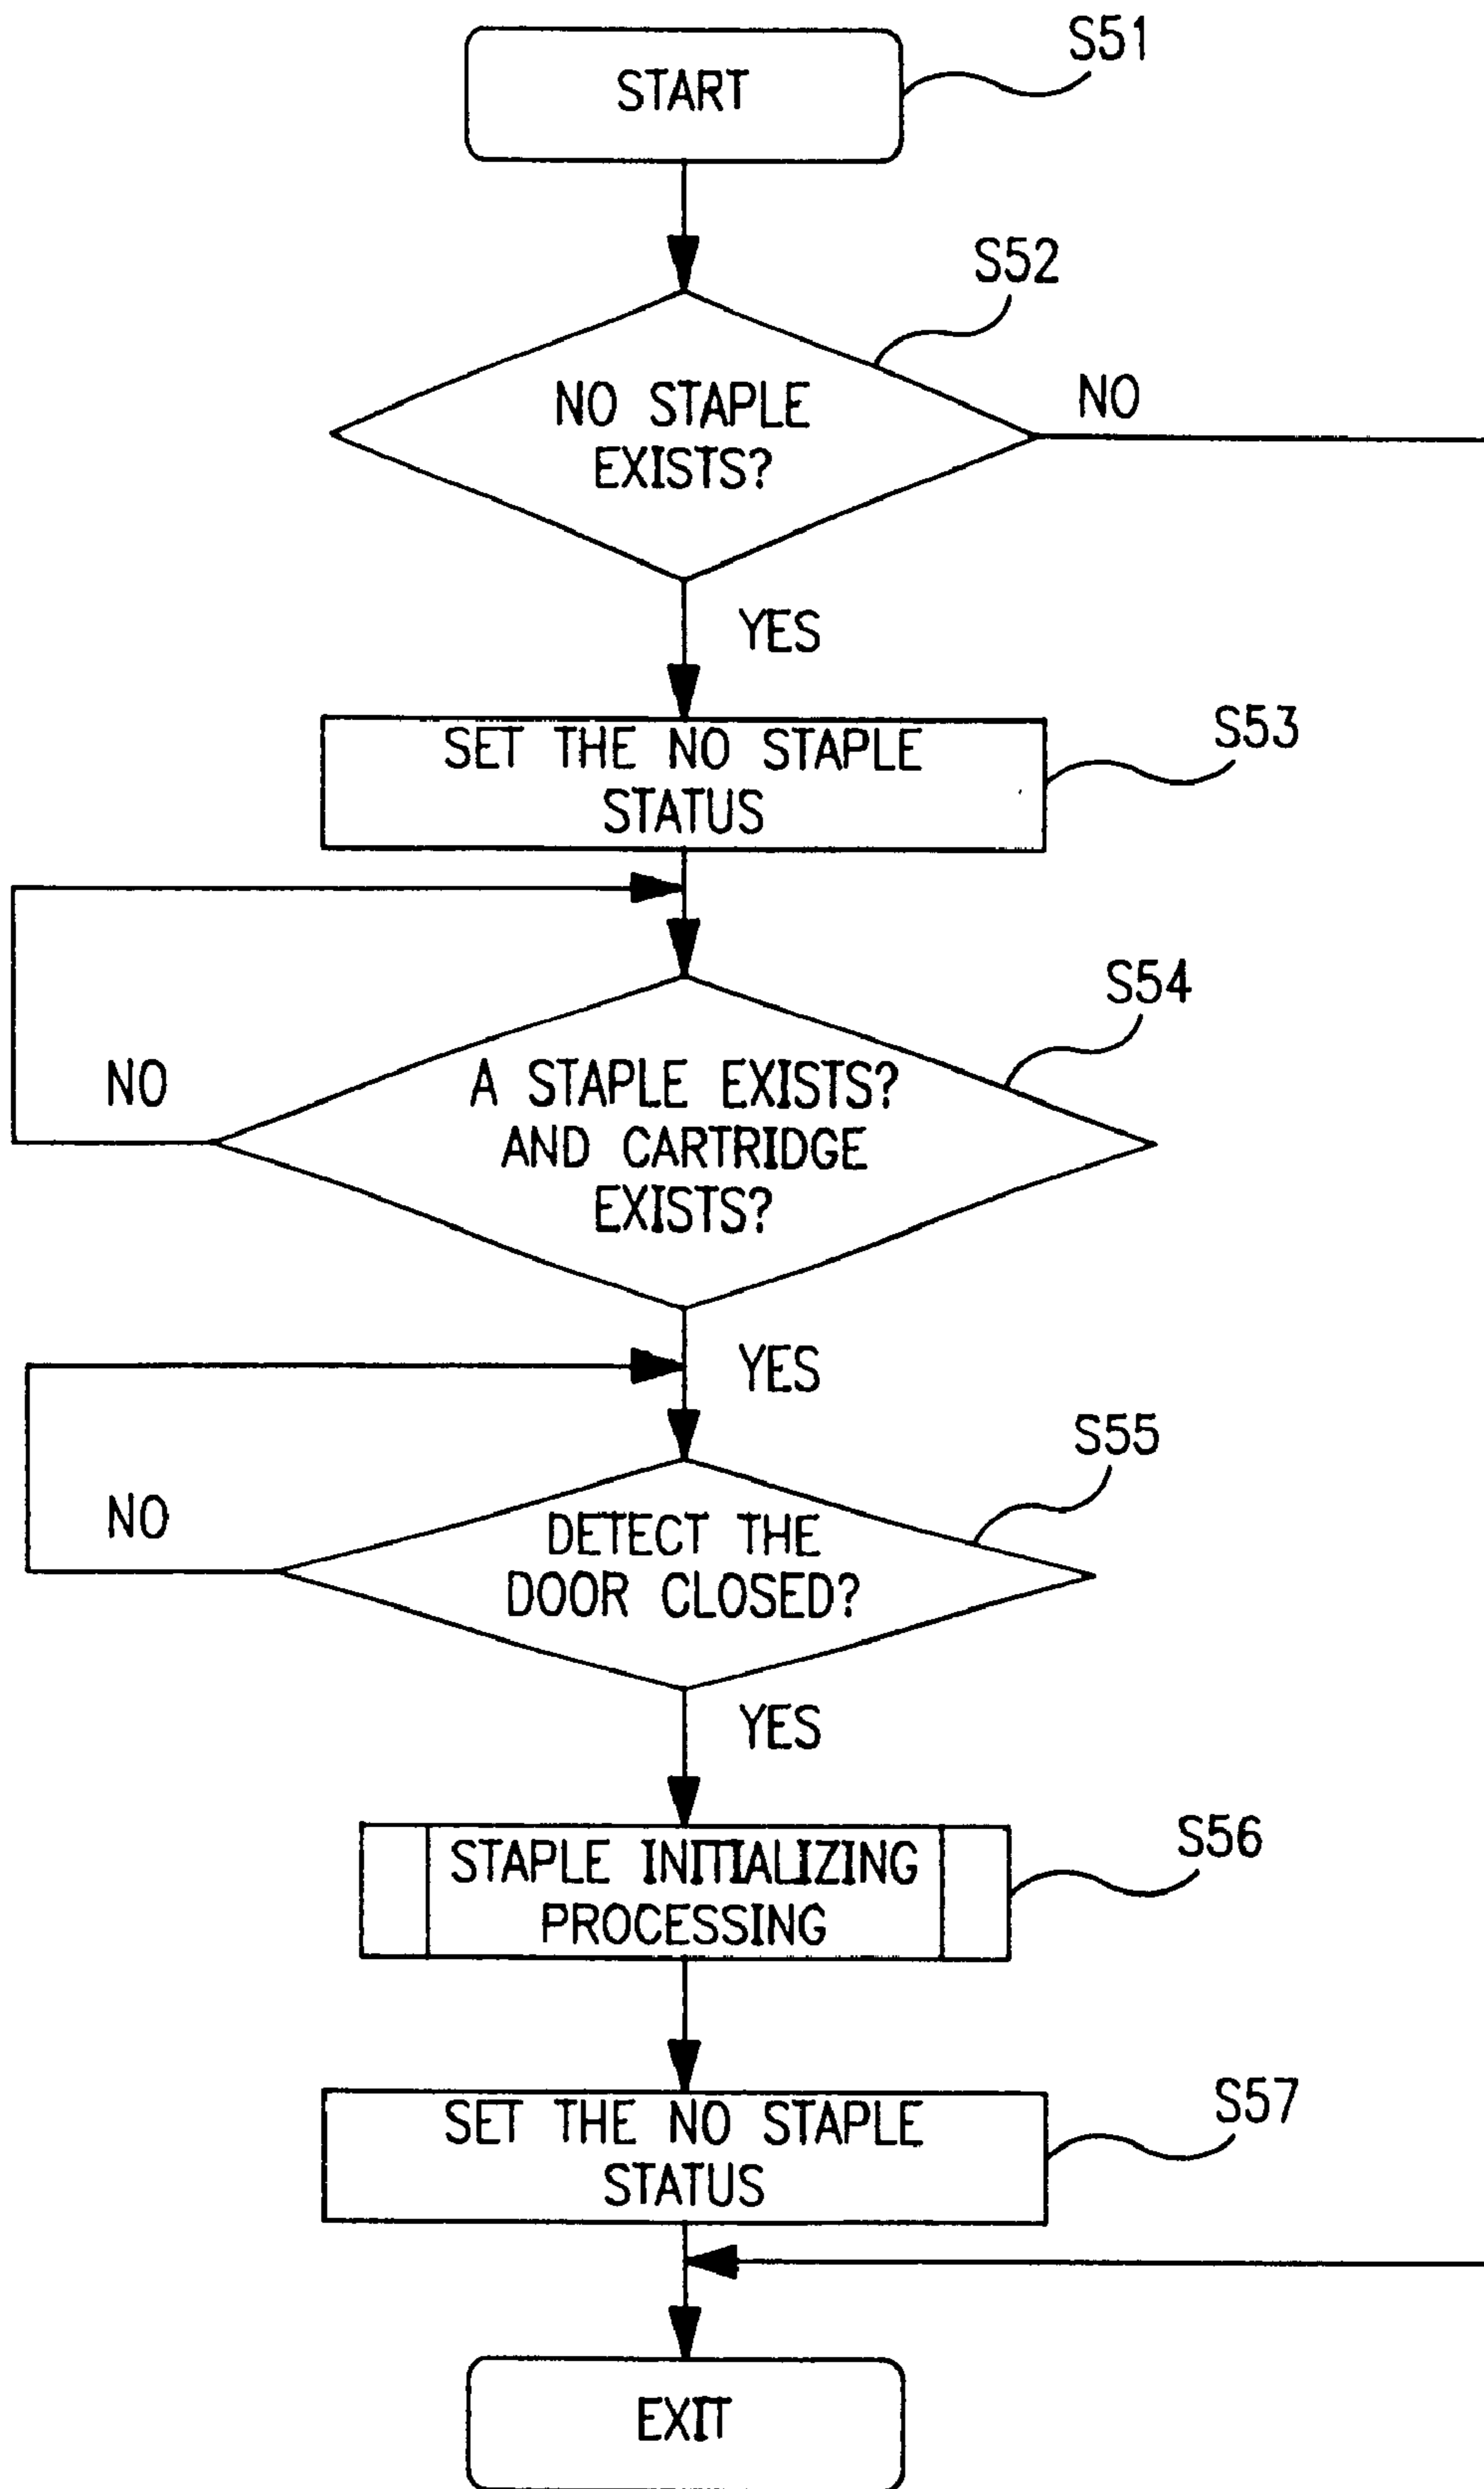 START
S51
S52
NO STAPLE
EXISTS?
NO
YES
SET THE NO STAPLE
STATUS
S53
S54
A STAPLE EXISTS?
AND CARTRIDGE
EXISTS?
NO
YES
S55
DETECT THE
DOOR CLOSED?
NO
YES
STAPLE INITIALIZING
PROCESSING
S56
SET THE NO STAPLE
STATUS
S57
EXIT